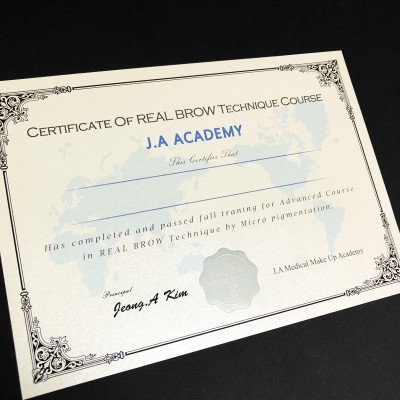 CERTIFICATE OF REAL BROW TECHNIQUE COURSE
J.A ACADEMY
This Certifies That
Has completed and passed fall traning for Advanced Course
in REAL BROW Technique by Micro pigmentation.
Principal
Jeong.A Kim
J.A Medical Make Up Academy